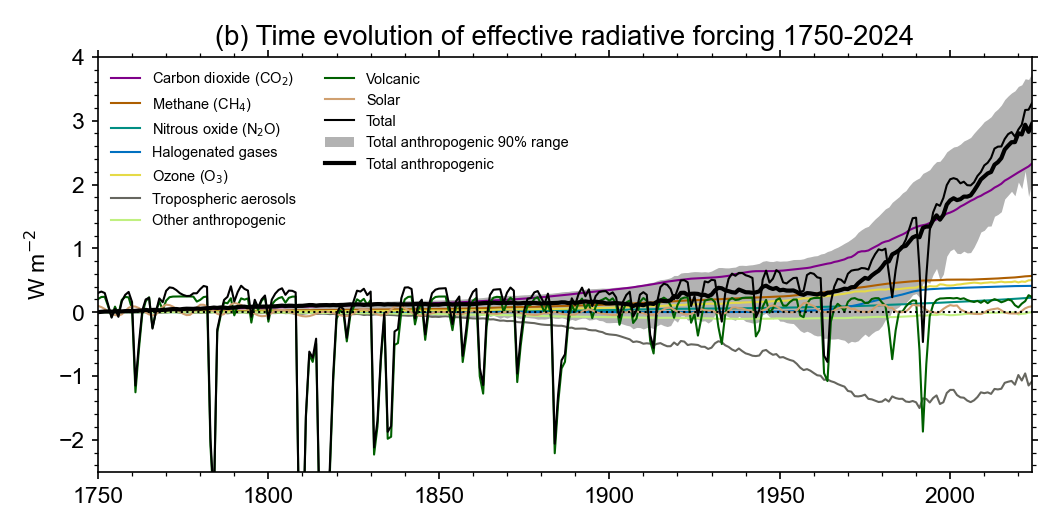 (b) Time evolution of effective radiative forcing 1750-2024
W m⁻²
4
3
2
1
0
−1
−2
Carbon dioxide (CO₂)
Methane (CH₄)
Nitrous oxide (N₂O)
Halogenated gases
Ozone (O₃)
Tropospheric aerosols
Other anthropogenic
Volcanic
Solar
Total
Total anthropogenic 90% range
Total anthropogenic
1750 1800 1850 1900 1950 2000